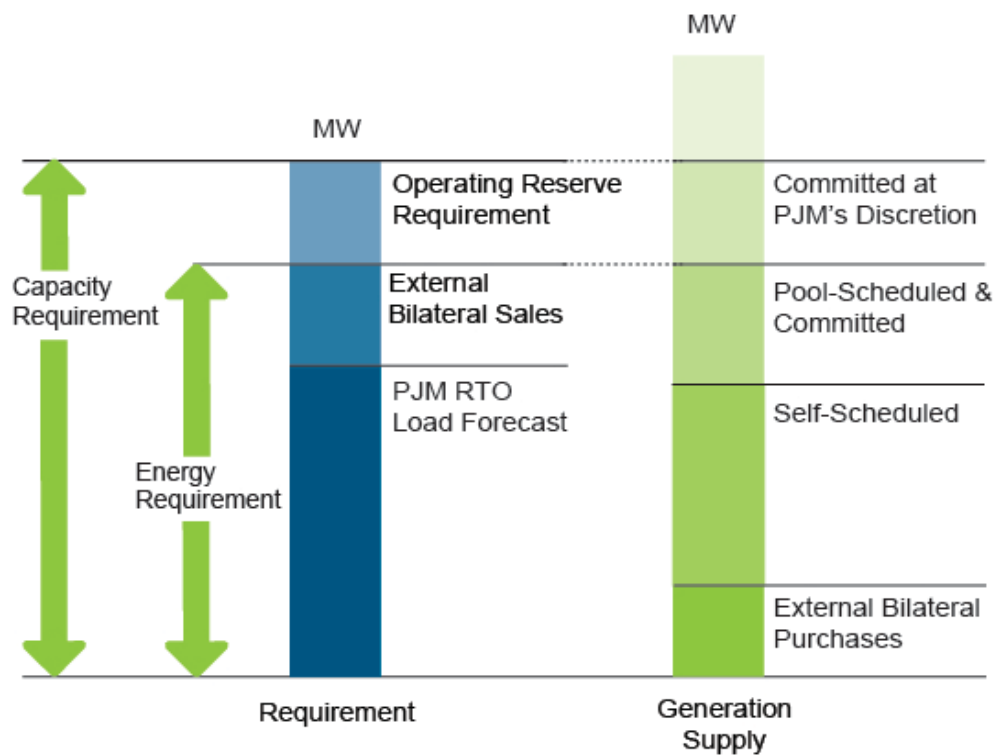 MW
MW
Operating Reserve
Requirement
Committed at
PJM's Discretion
Capacity
Requirement
External
Bilateral Sales
Pool-Scheduled &
Committed
PJM RTO
Load Forecast
Self-Scheduled
Energy
Requirement
External Bilateral
Purchases
Requirement
Generation
Supply